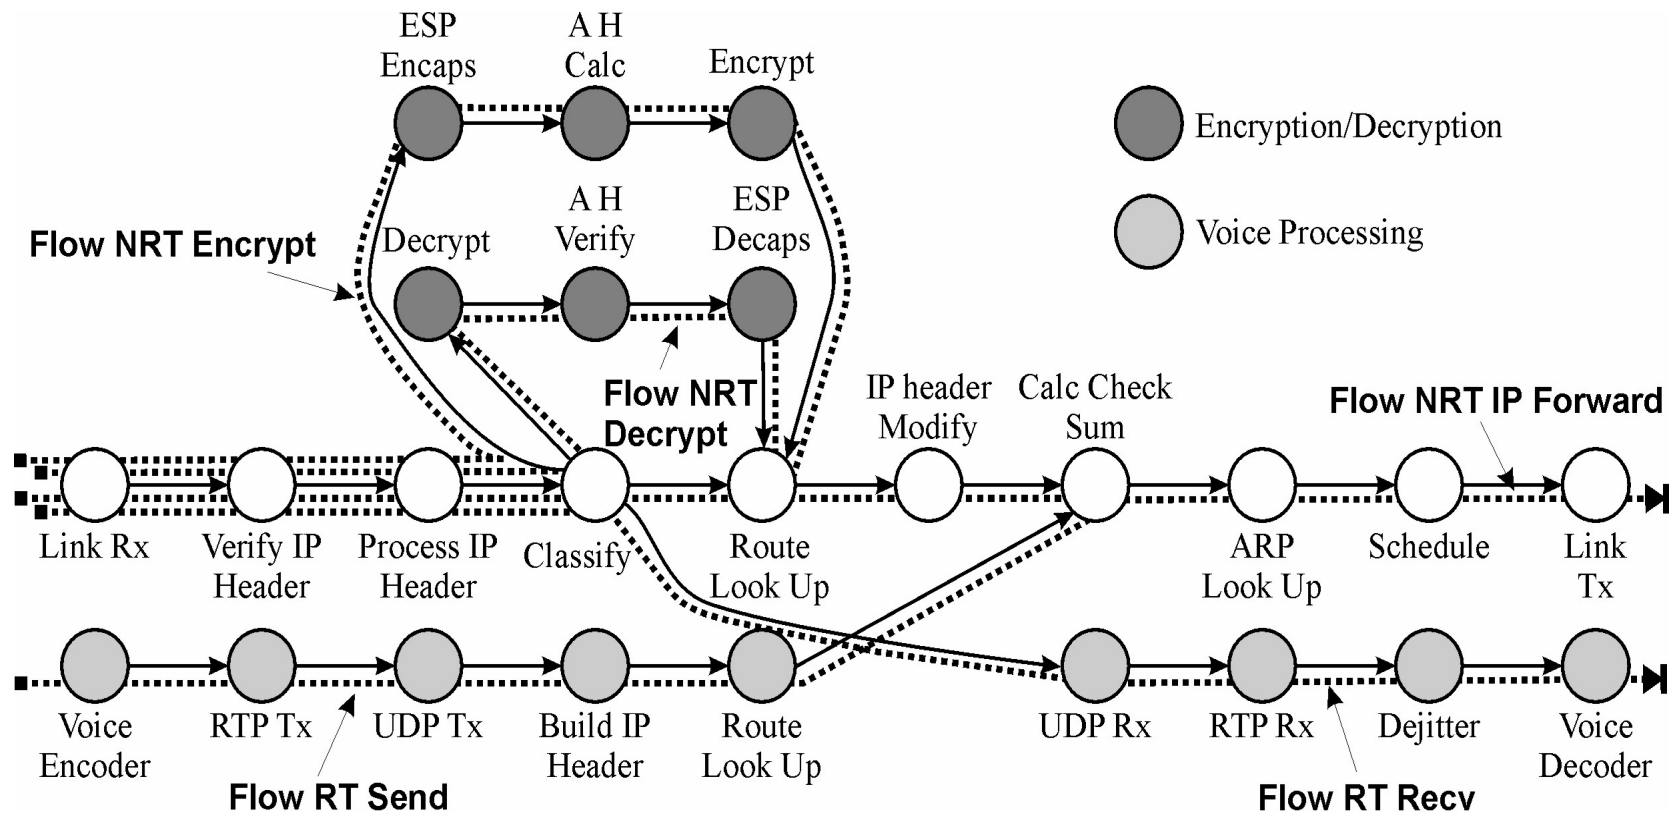 ESP
Encaps
A H
Calc
Encrypt
Encryption/Decryption
Voice Processing
Flow NRT Encrypt
Decrypt
A H
Verify
ESP
Decaps
Flow NRT
Decrypt
IP header
Modify
Calc Check
Sum
Flow NRT IP Forward
Link Rx
Verify IP
Header
Process IP
Header
Classify
Route
Look Up
ARP
Look Up
Schedule
Link
Tx
Voice
Encoder
RTP Tx
UDP Tx
Build IP
Header
Route
Look Up
UDP Rx
RTP Rx
Dejitter
Voice
Decoder
Flow RT Send
Flow RT Recv